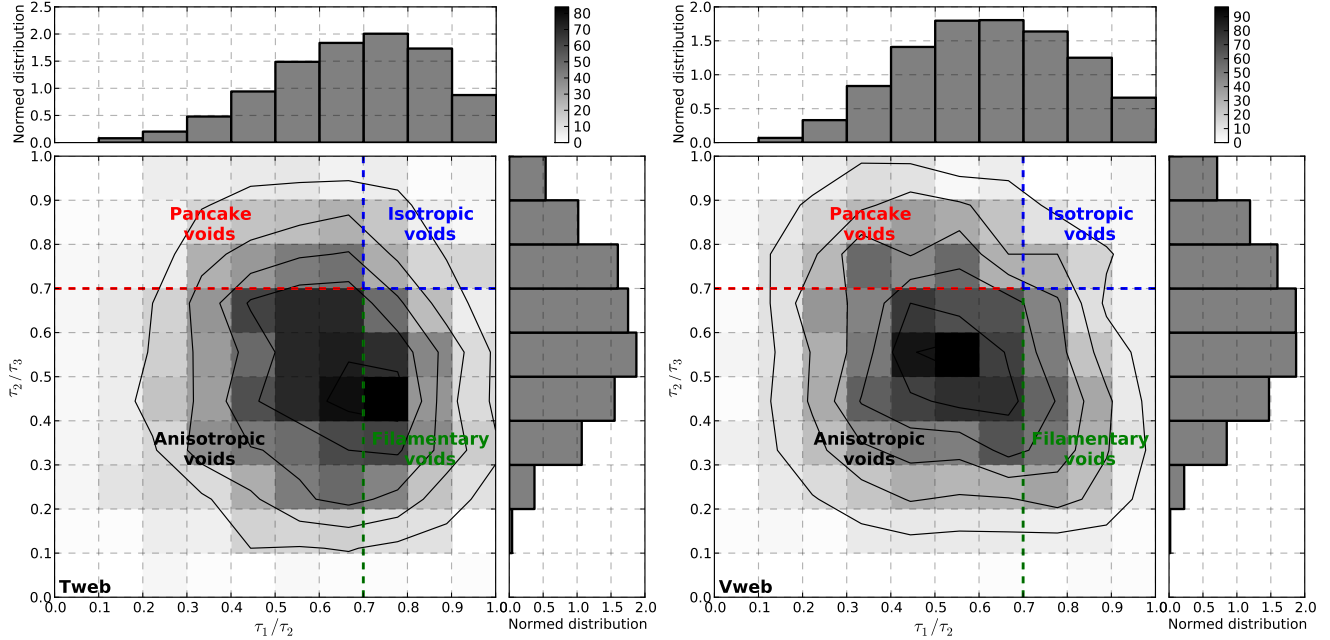 Normed distribution
2.5
2.0
1.5
1.0
0.5
0.0
80
70
60
50
40
30
20
10
0
1.0
0.9
0.8
0.7
0.6
0.5
0.4
0.3
0.2
0.1
0.0
τ2/τ3
Pancake
voids
Isotropic
voids
Anisotropic
voids
Filamentary
voids
Tweb
0.0 0.1 0.2 0.3 0.4 0.5 0.6 0.7 0.8 0.9 1.0
τ1/τ2
0.0 0.5 1.0 1.5 2.0
Normed distribution
Normed distribution
2.0
1.5
1.0
0.5
0.0
90
80
70
60
50
40
30
20
10
0
1.0
0.9
0.8
0.7
0.6
0.5
0.4
0.3
0.2
0.1
0.0
τ2/τ3
Pancake
voids
Isotropic
voids
Anisotropic
voids
Filamentary
voids
Vweb
0.0 0.1 0.2 0.3 0.4 0.5 0.6 0.7 0.8 0.9 1.0
τ1/τ2
0.0 0.5 1.0 1.5 2.0
Normed distribution